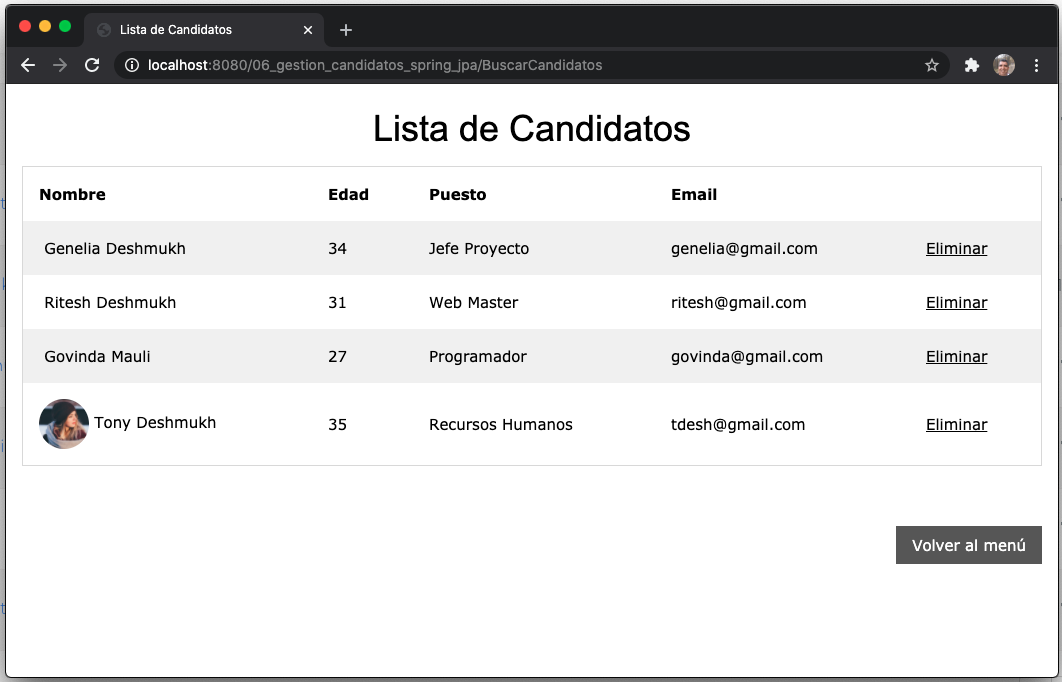 Lista de Candidatos
localhost:8080/06_gestion_candidatos_spring_jpa/BuscarCandidatos
Lista de Candidatos
Nombre Edad Puesto Email
Genelia Deshmukh 34 Jefe Proyecto genelia@gmail.com Eliminar
Ritesh Deshmukh 31 Web Master ritesh@gmail.com Eliminar
Govinda Mauli 27 Programador govinda@gmail.com Eliminar
Tony Deshmukh 35 Recursos Humanos tdesh@gmail.com Eliminar
Volver al menú